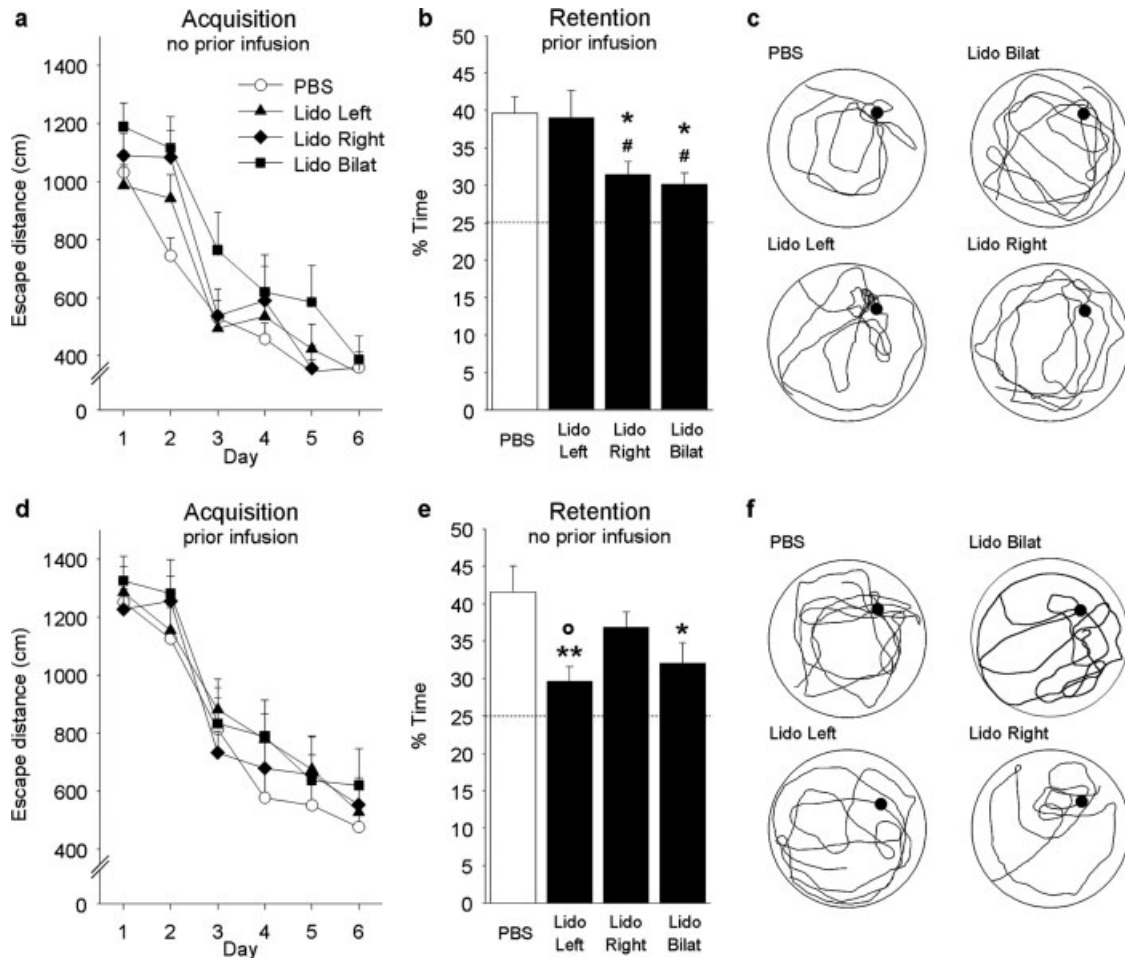 a
Acquisition
no prior infusion
1400
1200
1000
800
600
400
0
Escape distance (cm)
1 2 3 4 5 6
Day
PBS
Lido Left
Lido Right
Lido Bilat
b
Retention
prior infusion
50
45
40
35
30
25
20
15
10
5
0
% Time
*
#
*
#
PBS
Lido Left
Lido Right
Lido Bilat
c
PBS
Lido Bilat
Lido Left
Lido Right
d
Acquisition
prior infusion
1400
1200
1000
800
600
400
0
Escape distance (cm)
1 2 3 4 5 6
Day
e
Retention
no prior infusion
50
45
40
35
30
25
20
15
10
5
0
% Time
o
**
*
PBS
Lido Left
Lido Right
Lido Bilat
f
PBS
Lido Bilat
Lido Left
Lido Right